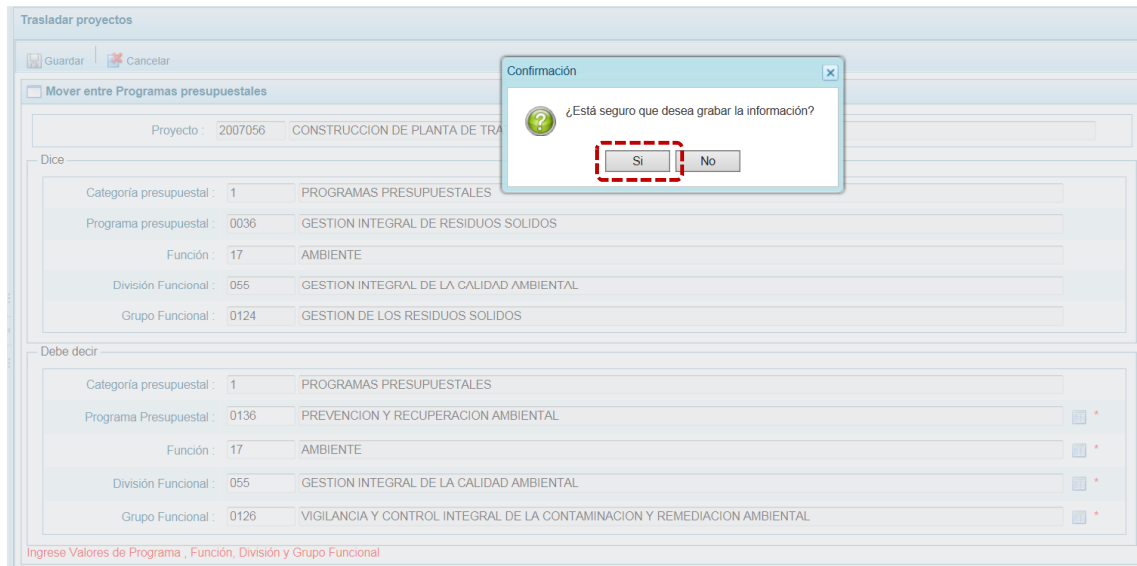 Trasladar proyectos
Guardar Cancelar
Confirmación
Mover entre Programas presupuestales
¿Está seguro que desea grabar la información?
Proyecto : 2007056 CONSTRUCCION DE PLANTA DE
Si No
Dice
Categoría presupuestal : 1 PROGRAMAS PRESUPUESTALES
Programa presupuestal : 0036 GESTION INTEGRAL DE RESIDUOS SOLIDOS
Función : 17 AMBIENTE
División Funcional : 055 GESTION INTEGRAL DE LA CALIDAD AMBIENTAL
Grupo Funcional : 0124 GESTION DE LOS RESIDUOS SOLIDOS
Debe decir
Categoría presupuestal : 1 PROGRAMAS PRESUPUESTALES
Programa Presupuestal : 0136 PREVENCION Y RECUPERACION AMBIENTAL *
Función : 17 AMBIENTE *
División Funcional : 055 GESTION INTEGRAL DE LA CALIDAD AMBIENTAL *
Grupo Funcional : 0126 VIGILANCIA Y CONTROL INTEGRAL DE LA CONTAMINACION Y REMEDIACION AMBIENTAL *
Ingrese Valores de Programa , Función, División y Grupo Funcional